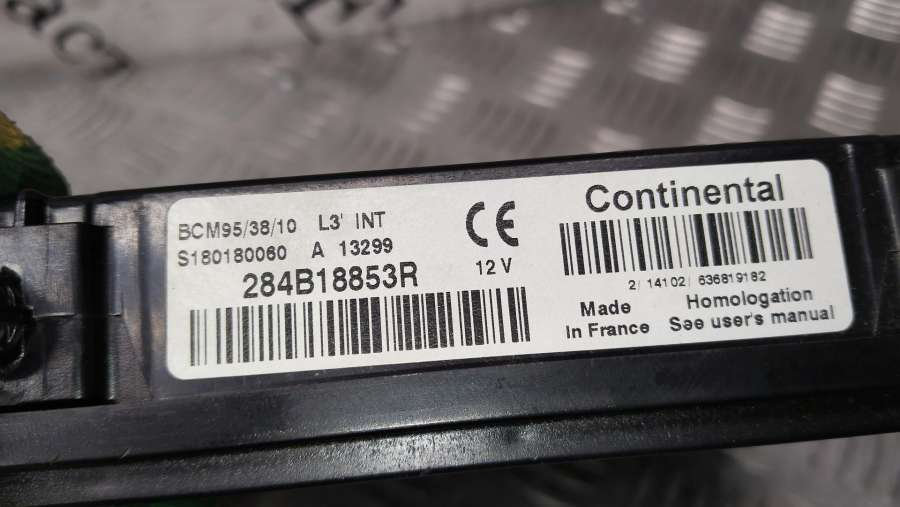 BCM95/38/10 L3' INT
S180180060 A 13299
284B18853R
CE
12 V
Continental
2/ 14102/ 636819182
Made
In France
Homologation
See user's manual